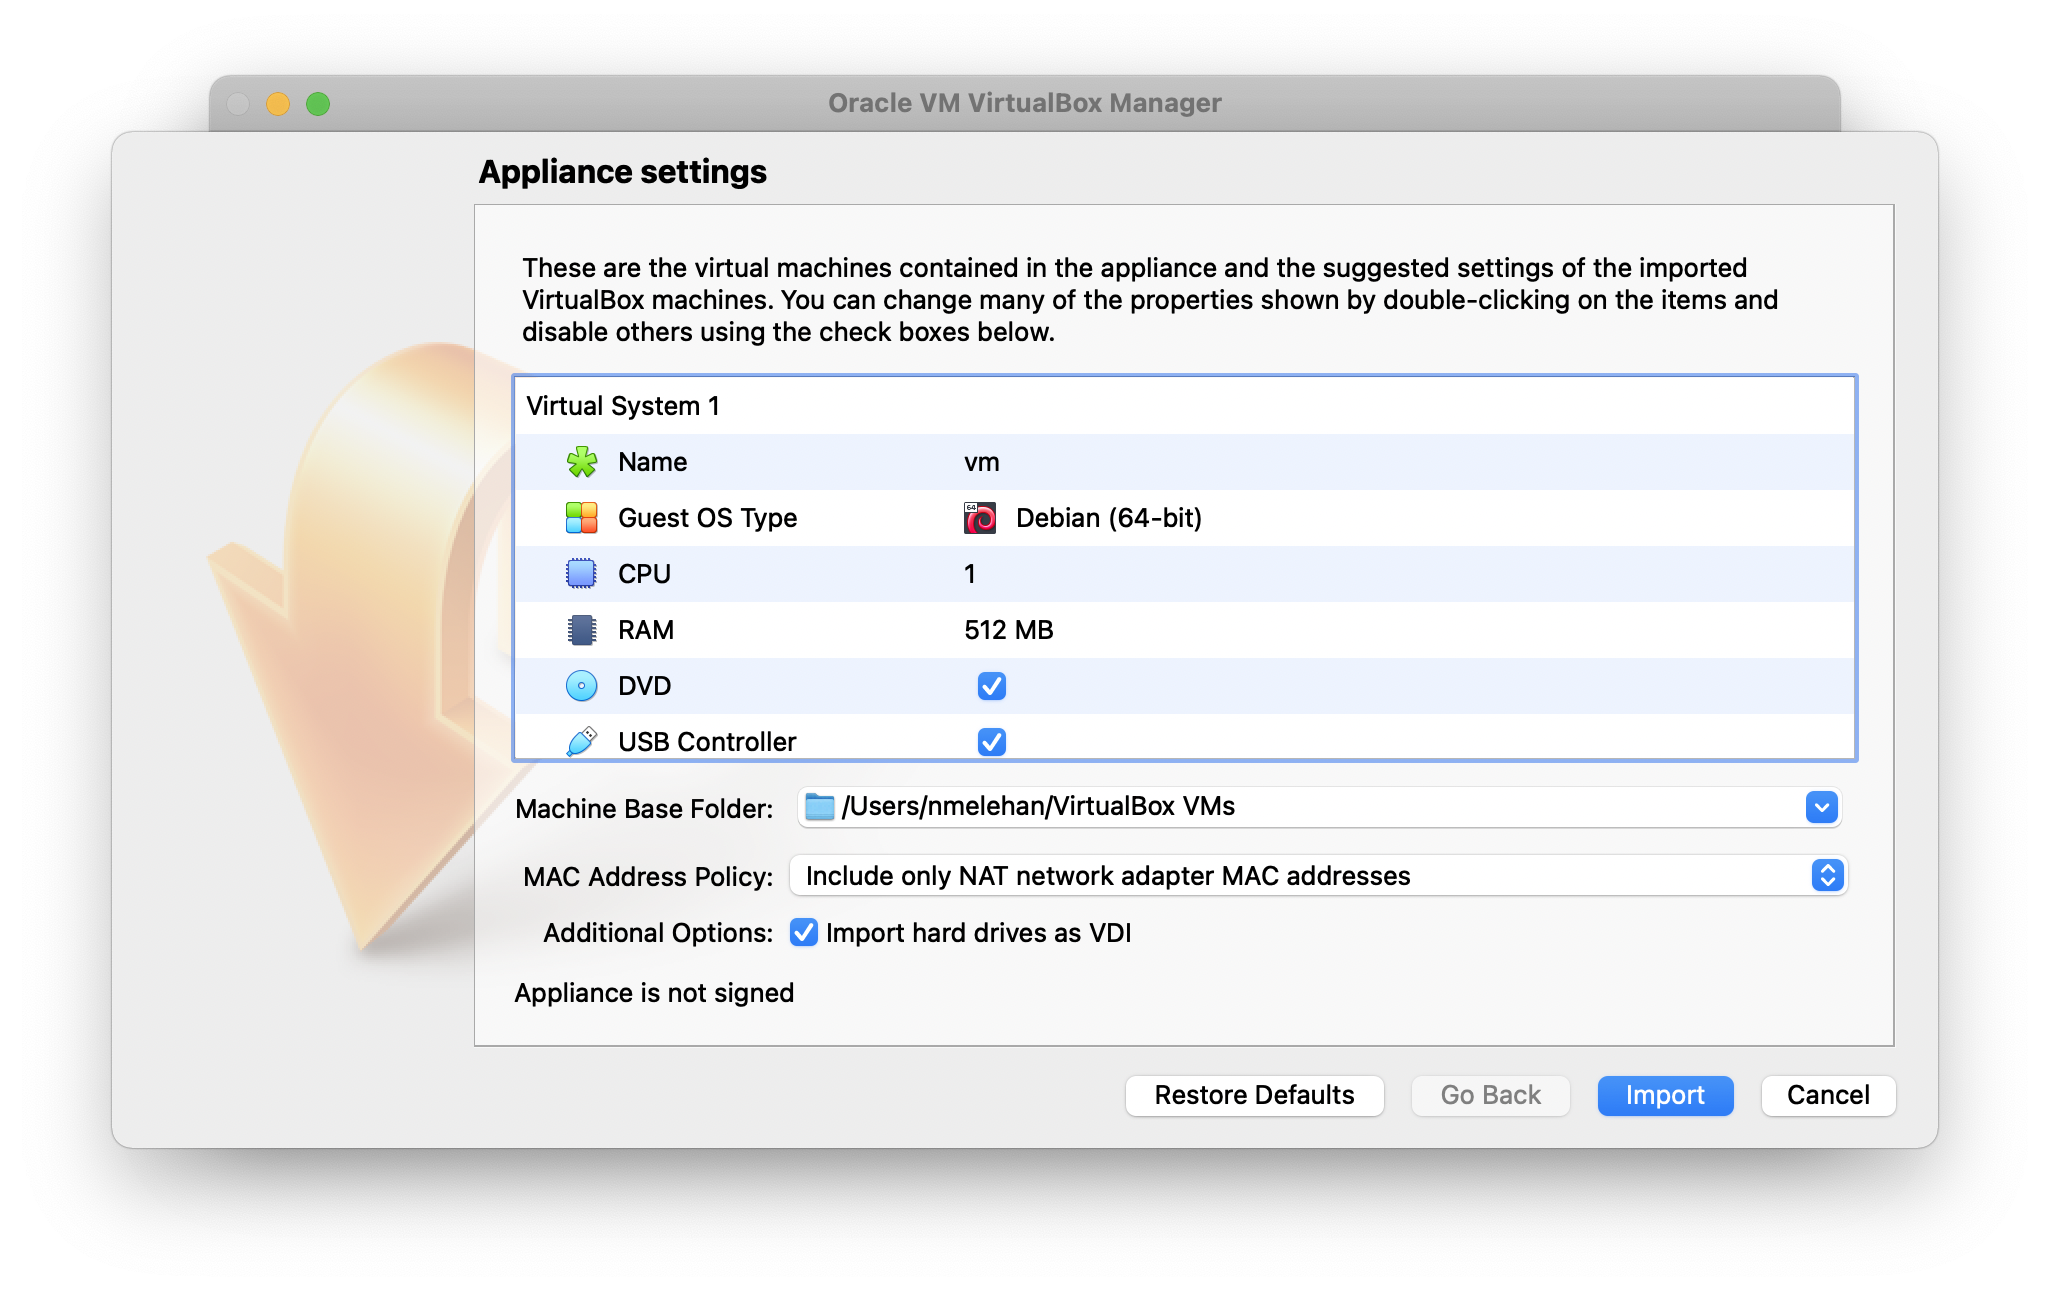 Oracle VM VirtualBox Manager
Appliance settings
These are the virtual machines contained in the appliance and the suggested settings of the imported
VirtualBox machines. You can change many of the properties shown by double-clicking on the items and
disable others using the check boxes below.
Virtual System 1
Name vm
Guest OS Type 64 Debian (64-bit)
CPU 1
RAM 512 MB
DVD
USB Controller
Machine Base Folder: /Users/nmelehan/VirtualBox VMs
MAC Address Policy: Include only NAT network adapter MAC addresses
Additional Options: Import hard drives as VDI
Appliance is not signed
Restore Defaults Go Back Import Cancel